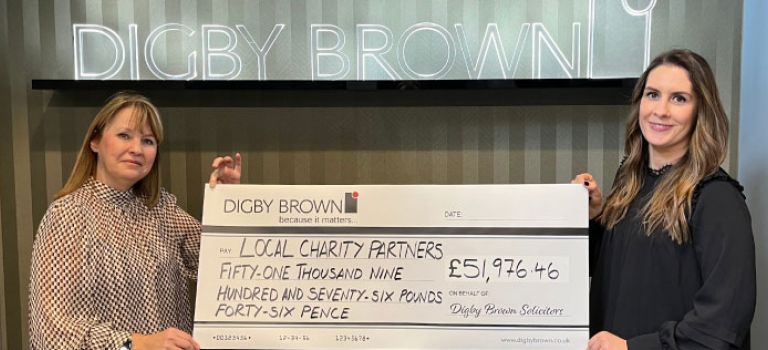 DIGBY BROWN
DIGBY BROWN
because it matters...
DATE:
PAY: LOCAL CHARITY PARTNERS
FIFTY-ONE THOUSAND NINE
£51,976.46
HUNDRED AND SEVENTY-SIX POUNDS
FORTY-SIX PENCE
ON BEHALF OF
Digby Brown Solicitors
www.digbybrown.co.uk